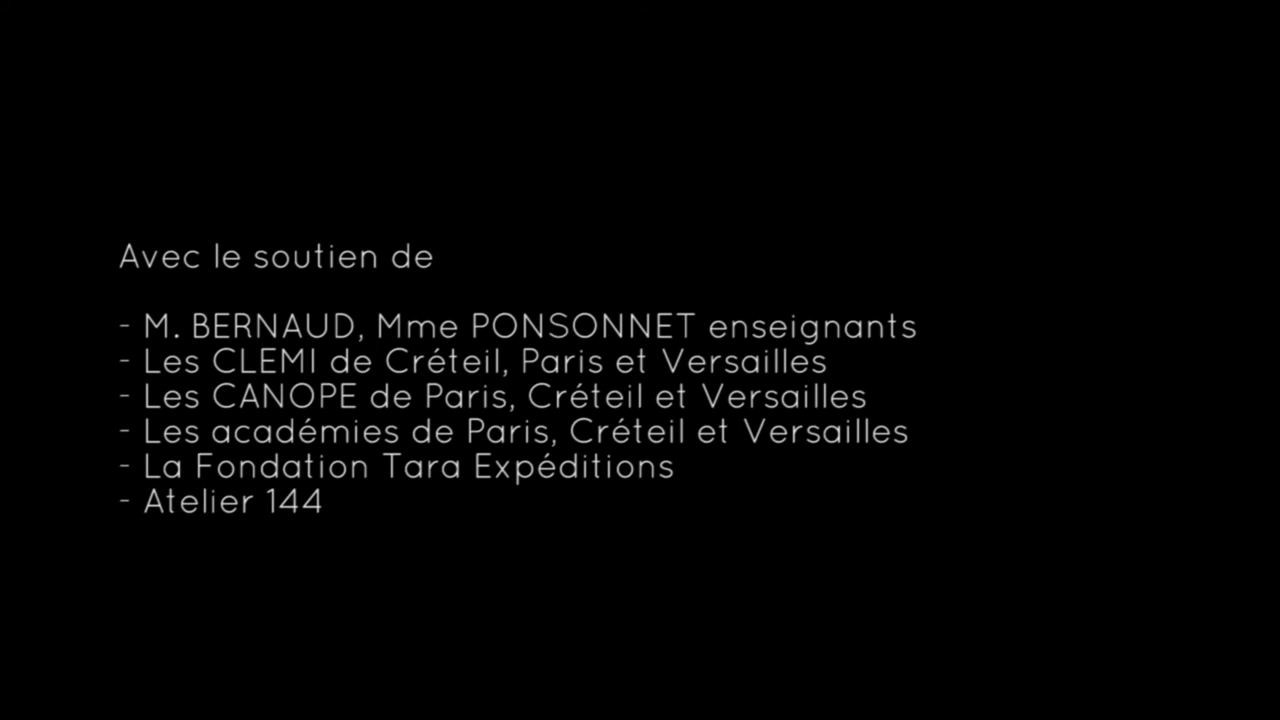 Avec le soutien de
- M. BERNAUD, Mme PONSONNET enseignants
- Les CLEMI de Créteil, Paris et Versailles
- Les CANOPE de Paris, Créteil et Versailles
- Les académies de Paris, Créteil et Versailles
- La Fondation Tara Expéditions
- Atelier 144